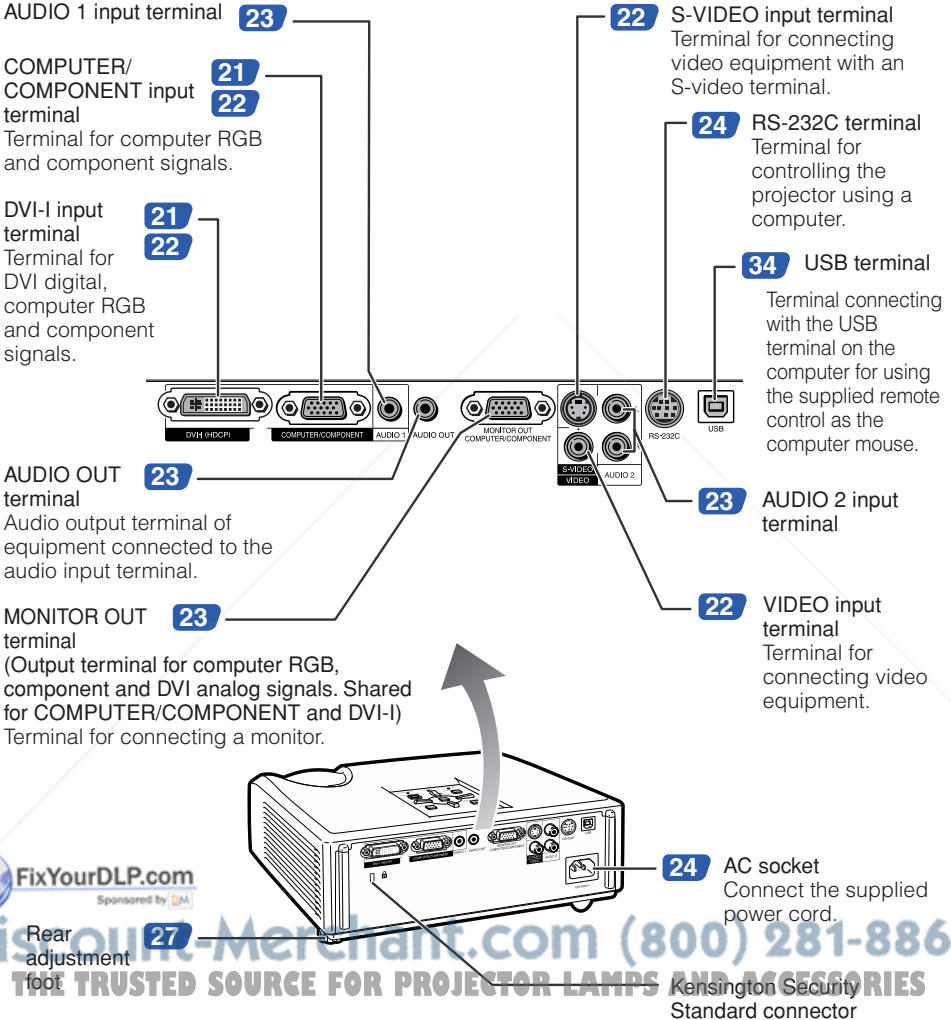 AUDIO 1 input terminal 23
COMPUTER/
COMPONENT input
terminal
21
22
Terminal for computer RGB
and component signals.
DVI-I input
terminal
21
22
Terminal for
DVI digital,
computer RGB
and component
signals.
22 S-VIDEO input terminal
Terminal for connecting
video equipment with an
S-video terminal.
24 RS-232C terminal
Terminal for
controlling the
projector using a
computer.
34 USB terminal
Terminal connecting
with the USB
terminal on the
computer for using
the supplied remote
control as the
computer mouse.
DVI-I (HDCP)
COMPUTER/COMPONENT
AUDIO 1
AUDIO OUT
MONITOR OUT
COMPUTER/COMPONENT
S-VIDEO
VIDEO
L
R
AUDIO 2
RS-232C
USB
AUDIO OUT 23
terminal
Audio output terminal of
equipment connected to the
audio input terminal.
MONITOR OUT 23
terminal
(Output terminal for computer RGB,
component and DVI analog signals. Shared
for COMPUTER/COMPONENT and DVI-I)
Terminal for connecting a monitor.
23 AUDIO 2 input
terminal
22 VIDEO input
terminal
Terminal for
connecting video
equipment.
24 AC socket
Connect the supplied
power cord.
FixYourDLP.com
Sponsored by DM
Rear 27
adjustment
foot
iscount-Merchant.com (800) 281-886
THE TRUSTED SOURCE FOR PROJECTOR LAMPS AND ACCESSORIES
Kensington Security
Standard connector